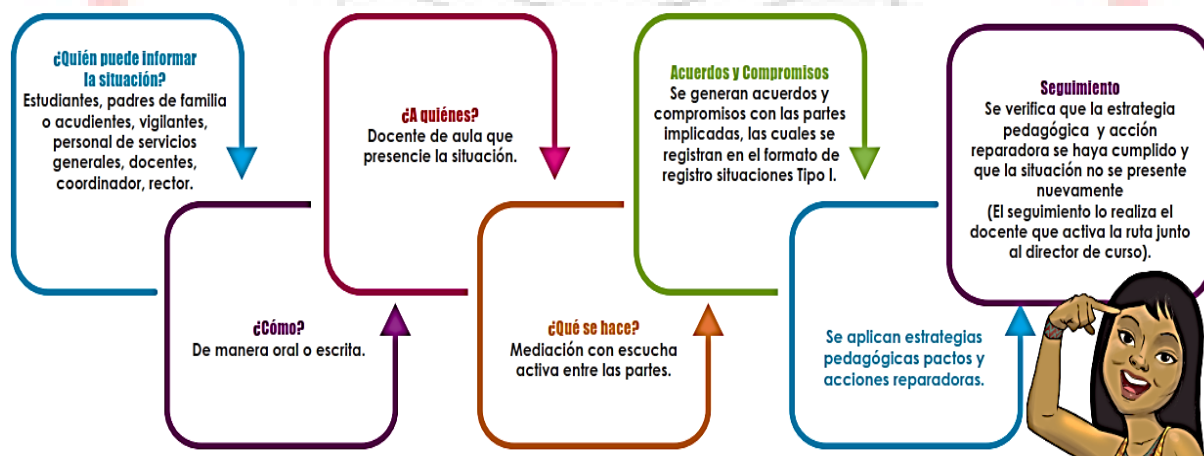 ¿Quién puede informar
la situación?
Estudiantes, padres de familia
o acudientes, vigilantes,
personal de servicios
generales, docentes,
coordinador, rector.
¿Cómo?
De manera oral o escrita.
¿A quiénes?
Docente de aula que
presencie la situación.
¿Qué se hace?
Mediación con escucha
activa entre las partes.
Acuerdos y Compromisos
Se generan acuerdos y
compromisos con las partes
implicadas, las cuales se
registran en el formato de
registro situaciones Tipo I.
Se aplican estrategias
pedagógicas pactos y
acciones reparadoras.
Seguimiento
Se verifica que la estrategia
pedagógica y acción
reparadora se haya cumplido y
que la situación no se presente
nuevamente
(El seguimiento lo realiza el
docente que activa la ruta junto
al director de curso).